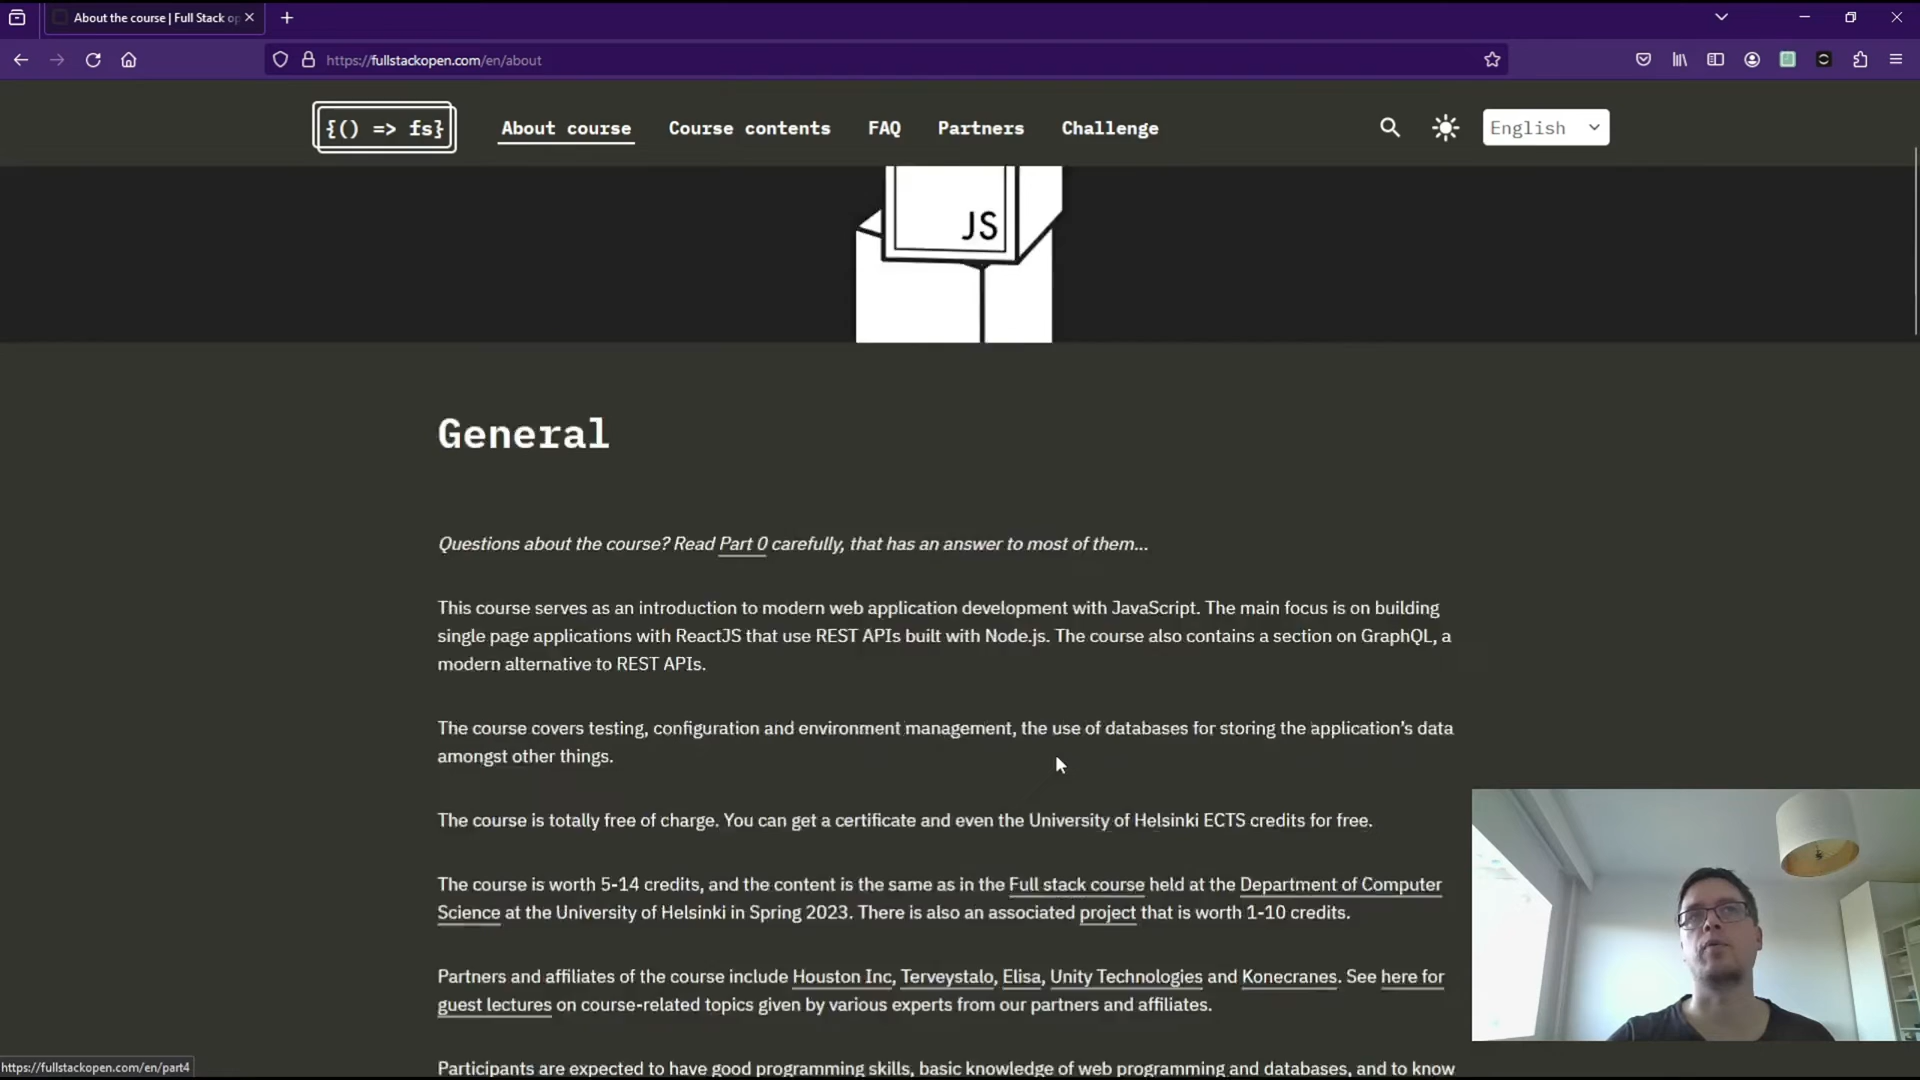 About the course | Full Stack op
https://fullstackopen.com/en/about
{() => fs}
About course
Course contents
FAQ
Partners
Challenge
English
JS
General
Questions about the course? Read Part 0 carefully, that has an answer to most of them...
This course serves as an introduction to modern web application development with JavaScript. The main focus is on building
single page applications with ReactJS that use REST APIs built with Node.js. The course also contains a section on GraphQL, a
modern alternative to REST APIs.
The course covers testing, configuration and environment management, the use of databases for storing the application’s data
amongst other things.
The course is totally free of charge. You can get a certificate and even the University of Helsinki ECTS credits for free.
The course is worth 5-14 credits, and the content is the same as in the Full stack course held at the Department of Computer
Science at the University of Helsinki in Spring 2023. There is also an associated project that is worth 1-10 credits.
Partners and affiliates of the course include Houston Inc, Terveystalo, Elisa, Unity Technologies and Konecranes. See here for
guest lectures on course-related topics given by various experts from our partners and affiliates.
Participants are expected to have good programming skills, basic knowledge of web programming and databases, and to know
https://fullstackopen.com/en/part4